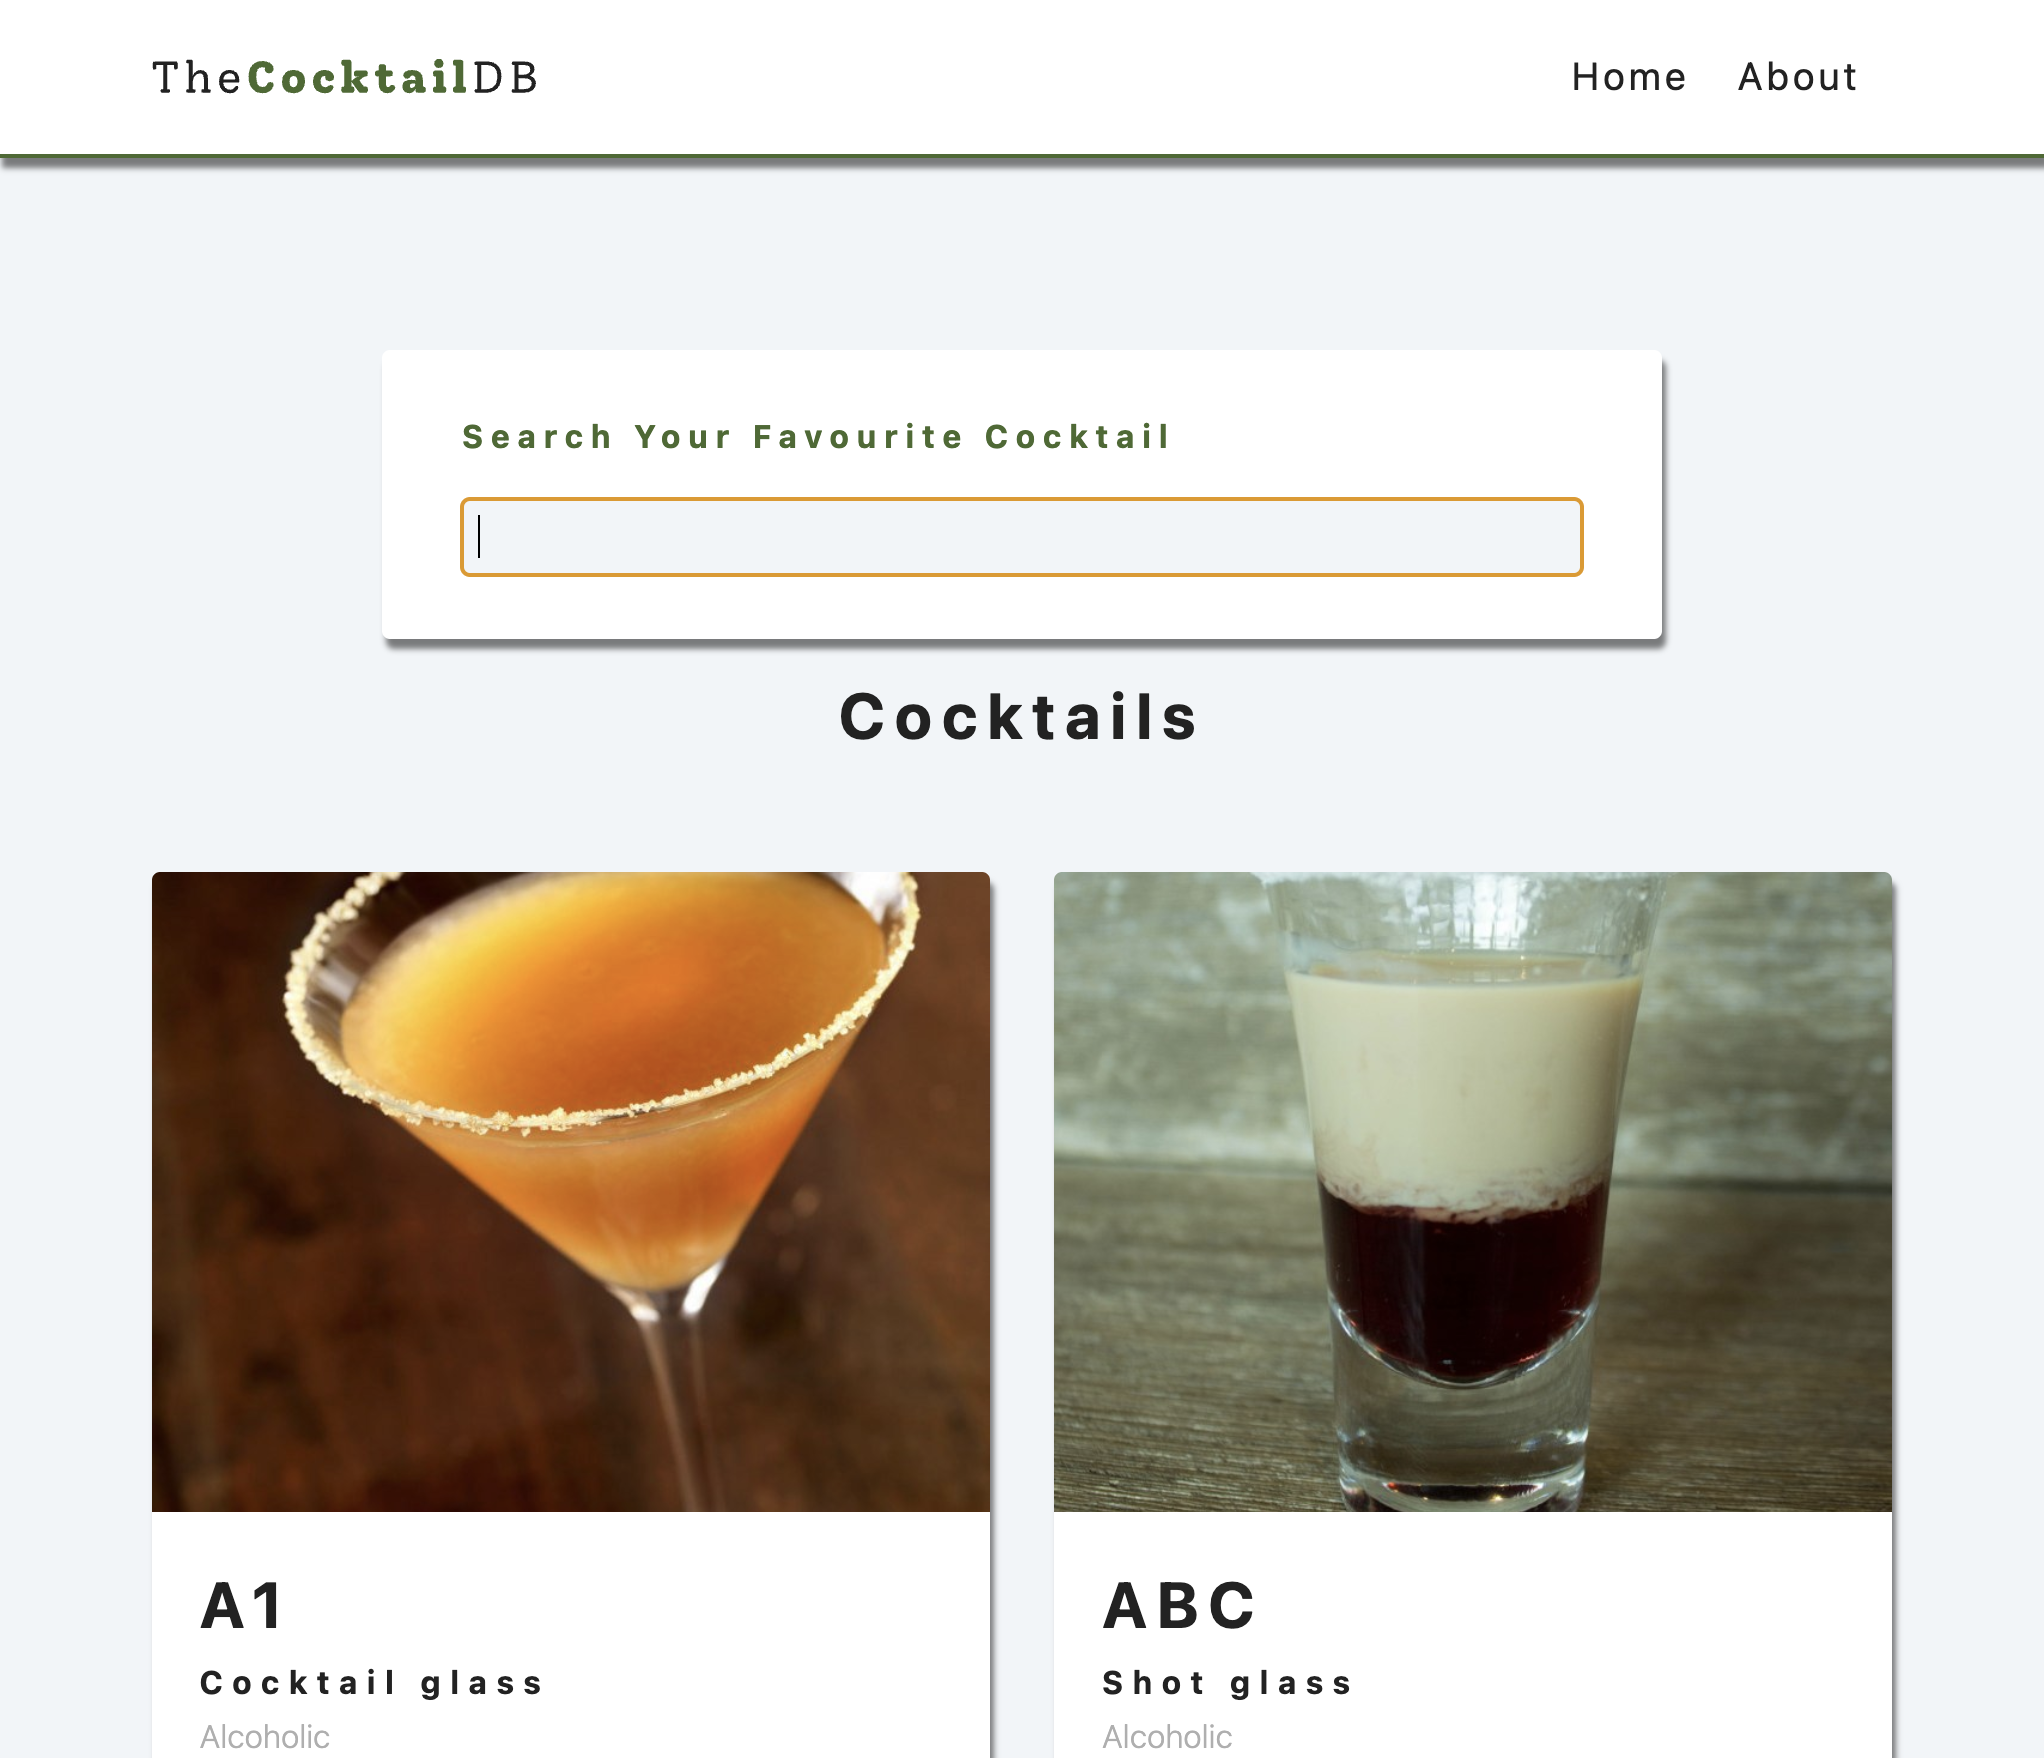 TheCocktailDB
Home About
Search Your Favourite Cocktail
Cocktails
A1
Cocktail glass
Alcoholic
ABC
Shot glass
Alcoholic